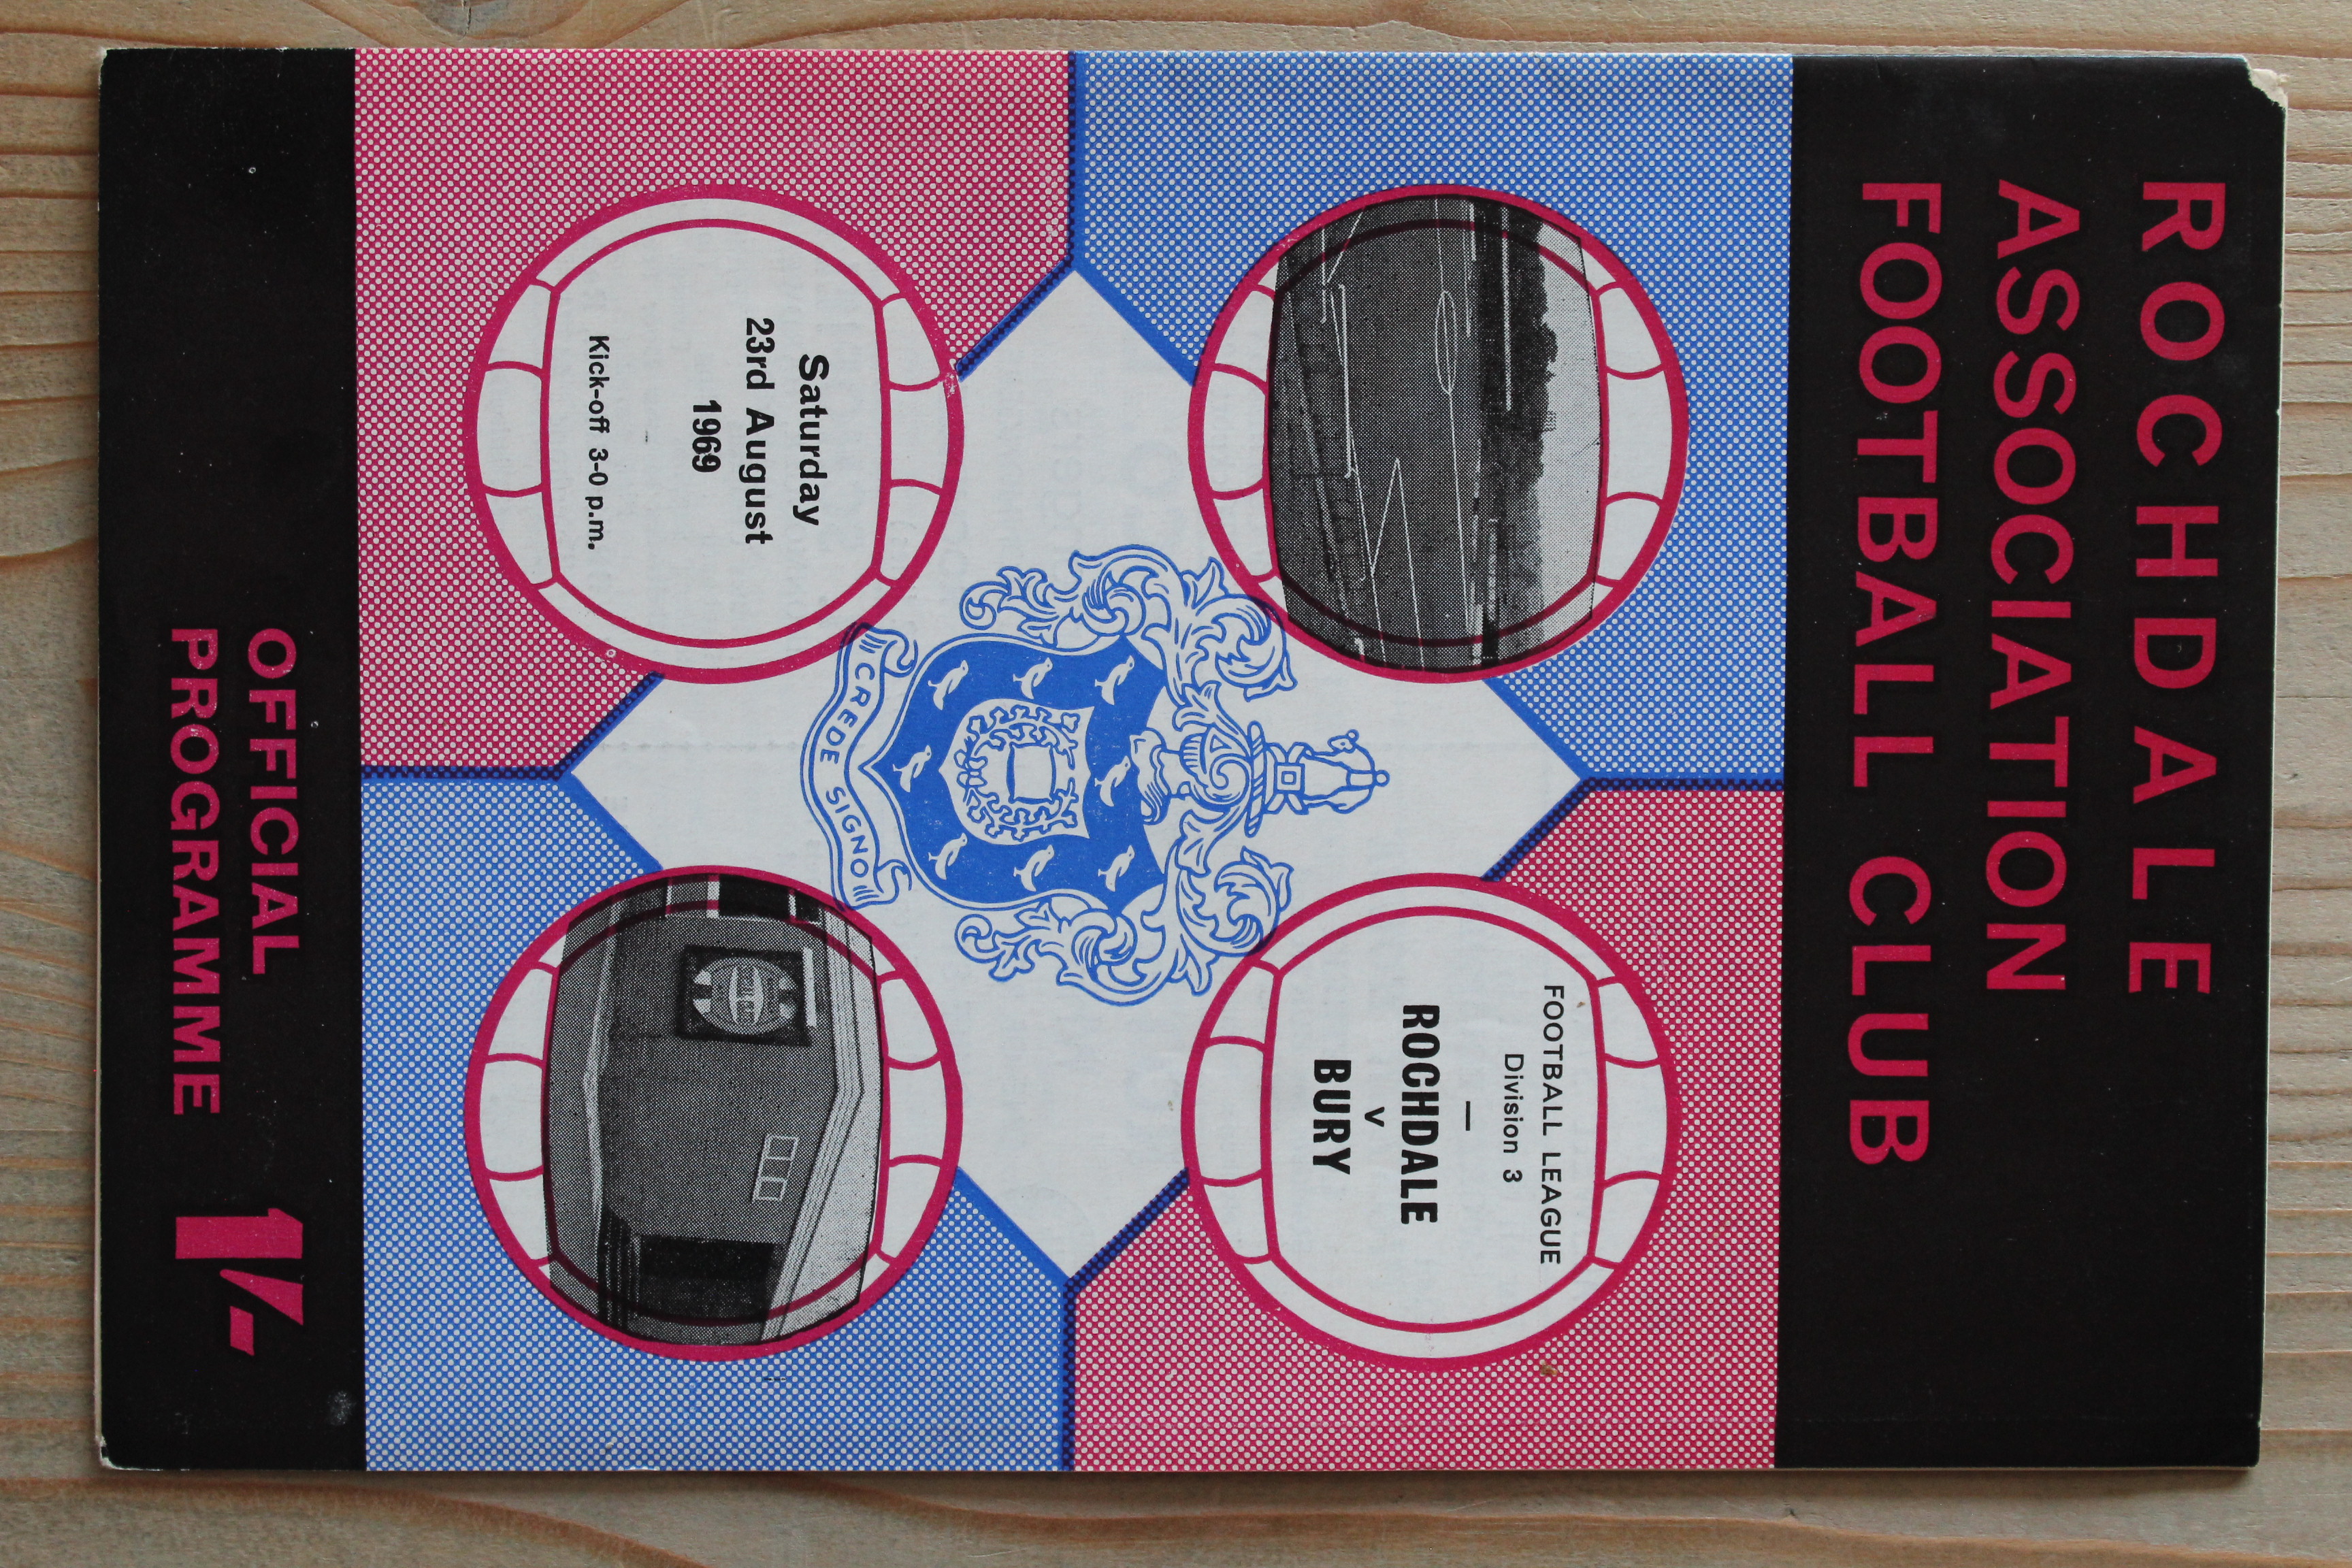 ROCHDALE
ASSOCIATION
FOOTBALL CLUB
FOOTBALL LEAGUE
Division 3
—
ROCHDALE
v
BURY
CREDE SIGNO
Saturday
23rd August
1969
Kick-off 3-0 p.m.
OFFICIAL
PROGRAMME
1/-